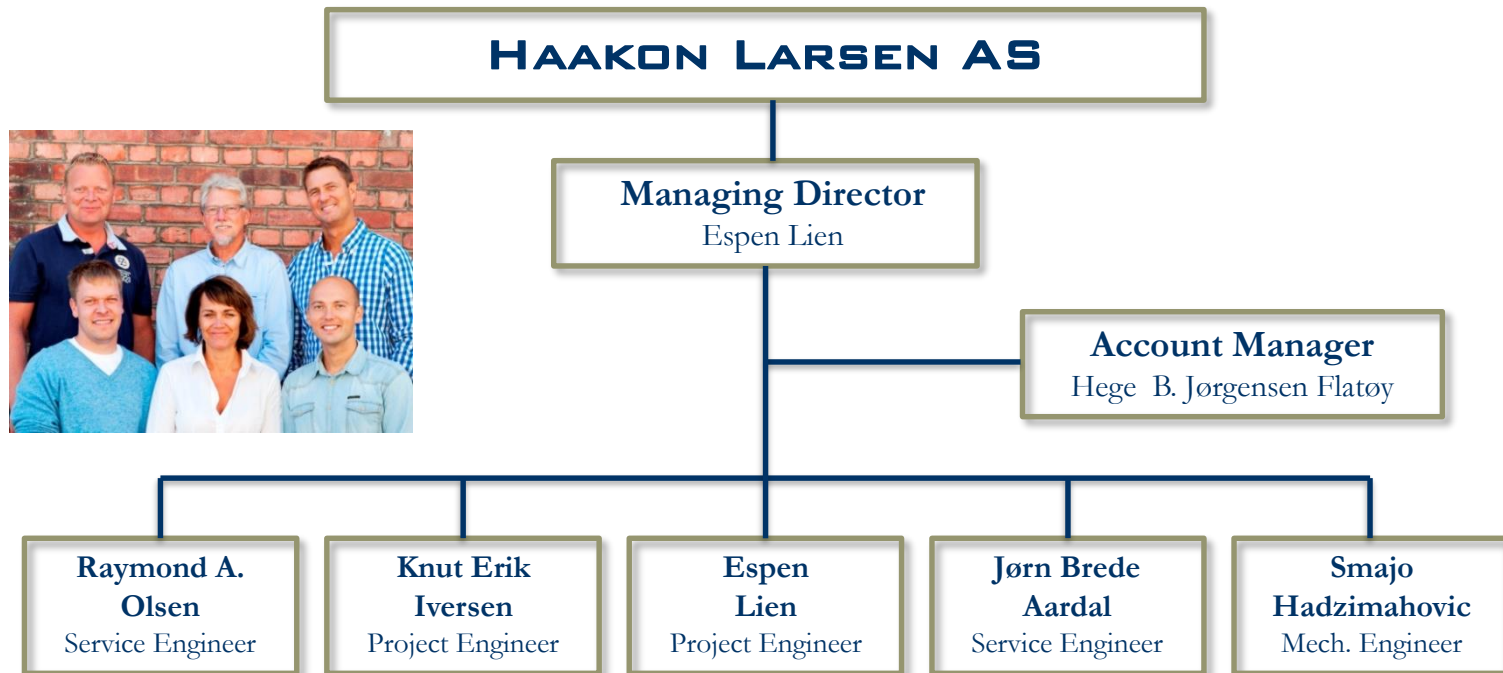 HAAKON LARSEN AS
Managing Director
Espen Lien
Account Manager
Hege B. Jørgensen Flatøy
Raymond A.
Olsen
Service Engineer
Knut Erik
Iversen
Project Engineer
Espen
Lien
Project Engineer
Jørn Brede
Aardal
Service Engineer
Smajo
Hadzimahovic
Mech. Engineer